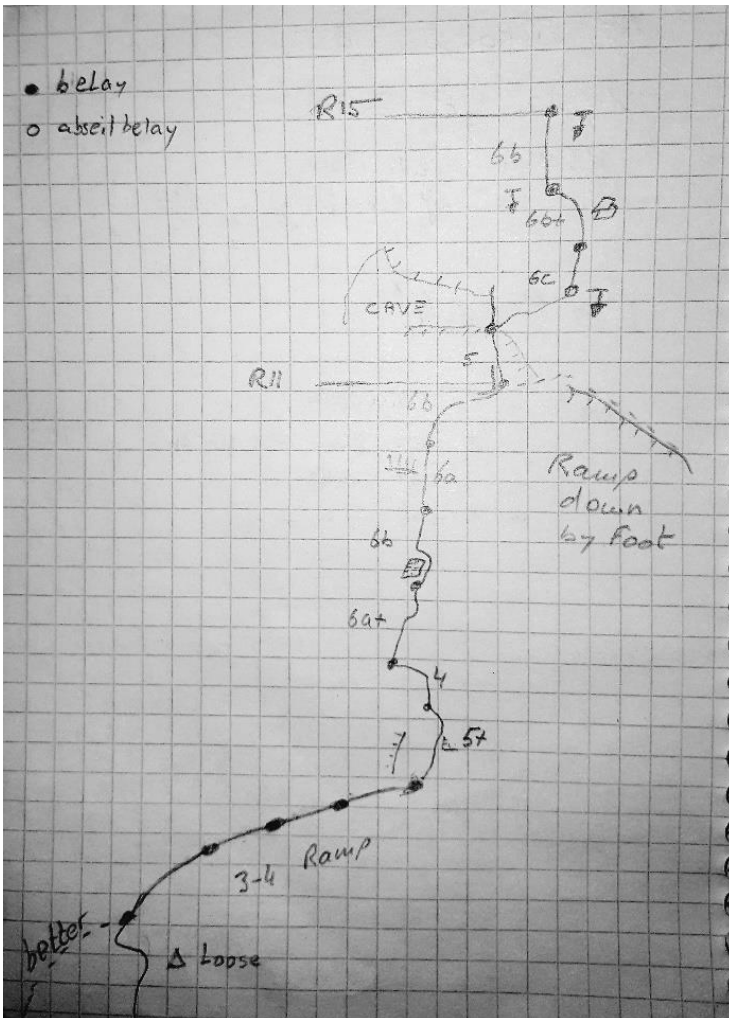 ● belay
○ abseil belay
R15
6b
6b+
6c
CAVE
5
R11
6b
6a
Ramp
down
by foot
6b
6a+
4
5+
Ramp
3-4
better
Δ Loose